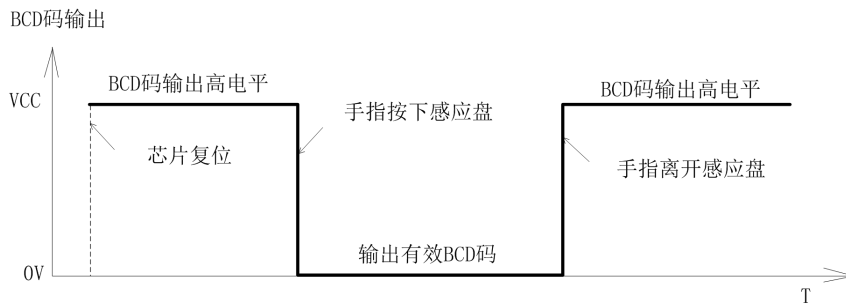 BCD码输出
BCD码输出高电平
BCD码输出高电平
VCC
手指按下感应盘
芯片复位
手指离开感应盘
输出有效BCD码
0V
T